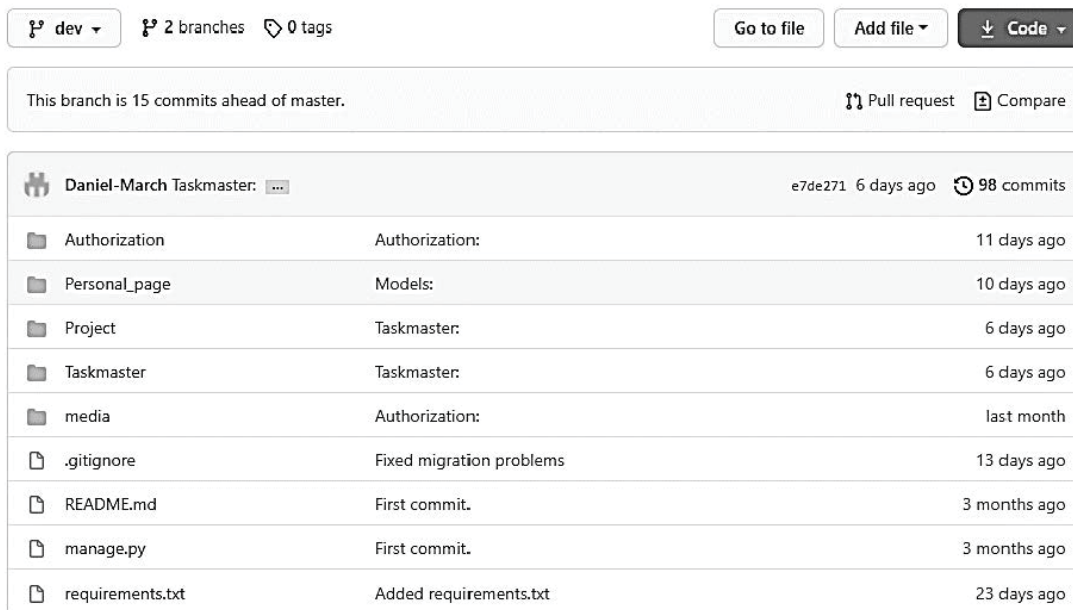 dev 2 branches 0 tags Go to file Add file Code
This branch is 15 commits ahead of master. Pull request Compare
Daniel-March Taskmaster: ... e7de271 6 days ago 98 commits
Authorization Authorization: 11 days ago
Personal_page Models: 10 days ago
Project Taskmaster: 6 days ago
Taskmaster Taskmaster: 6 days ago
media Authorization: last month
.gitignore Fixed migration problems 13 days ago
README.md First commit. 3 months ago
manage.py First commit. 3 months ago
requirements.txt Added requirements.txt 23 days ago